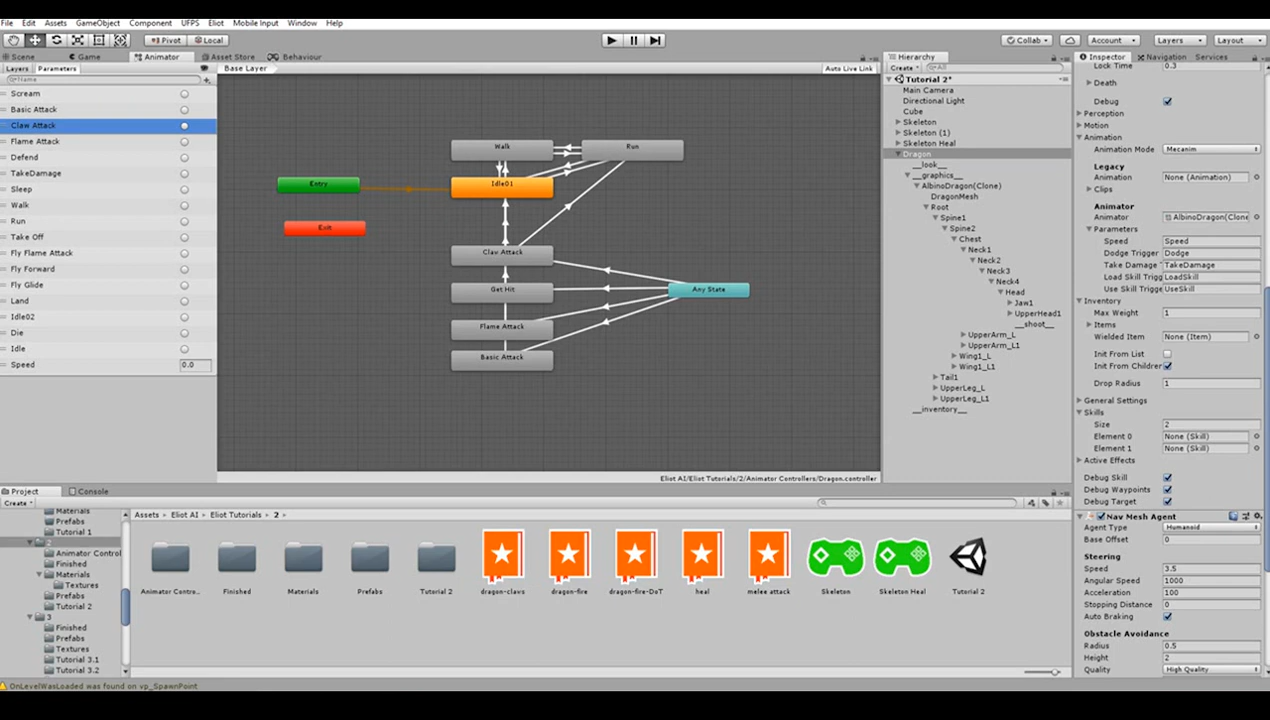 File Edit Assets GameObject Component UFPS Eliot Mobile Input Window Help
Pivot Local Collab Account Layers Layout
Scene Game Animator Asset Store Behaviour
Layers Parameters
Name
Scream
Basic Attack
Claw Attack
Flame Attack
Defend
TakeDamage
Sleep
Walk
Run
Take Off
Fly Flame Attack
Fly Forward
Fly Glide
Land
Idle02
Die
Idle
Speed 0.0
Base Layer Auto Live Link
Walk
Run
Entry
Idle01
Exit
Claw Attack
Get Hit
Any State
Flame Attack
Basic Attack
Eliot AI/Eliot Tutorials/2/Animator Controllers/Dragon.controller
Hierarchy
Create All
Tutorial 2*
Main Camera
Directional Light
Cube
Skeleton
Skeleton (1)
Skeleton Heal
Dragon
__look__
__graphics__
AlbinoDragon(Clone)
DragonMesh
Root
Spine1
Spine2
Chest
Neck1
Neck2
Neck3
Neck4
Head
Jaw1
UpperHead1
__shoot__
UpperArm_L
UpperArm_L1
Wing1_L
Wing1_L1
Tail1
UpperLeg_L
UpperLeg_L1
__inventory__
Inspector Navigation Services
Lock Time 0.3
Death
Debug
Perception
Motion
Animation
Animation Mode Mecanim
Legacy
Animation None (Animation)
Clips
Animator
Animator AlbinoDragon(Clone
Parameters
Speed Speed
Dodge Trigger Dodge
Take Damage TakeDamage
Load Skill Trigg LoadSkill
Use Skill Trigge UseSkill
Inventory
Max Weight 1
Items
Wielded Item None (Item)
Init From List
Init From Children
Drop Radius 1
General Settings
Skills
Size 2
Element 0 None (Skill)
Element 1 None (Skill)
Active Effects
Debug Skill
Debug Waypoints
Debug Target
Nav Mesh Agent
Agent Type Humanoid
Base Offset 0
Steering
Speed 3.5
Angular Speed 1000
Acceleration 100
Stopping Distance 0
Auto Braking
Obstacle Avoidance
Radius 0.5
Height 2
Quality High Quality
Project Console
Create
Materials
Prefabs
Tutorial 1
2
Animator Control
Finished
Materials
Textures
Prefabs
Tutorial 2
3
Finished
Prefabs
Textures
Tutorial 3.1
Tutorial 3.2
Assets Eliot AI Eliot Tutorials 2
Animator Contro... Finished Materials Prefabs Tutorial 2 dragon-claws dragon-fire dragon-fire-DoT heal melee attack Skeleton Skeleton Heal Tutorial 2
OnLevelWasLoaded was found on vp_SpawnPoint